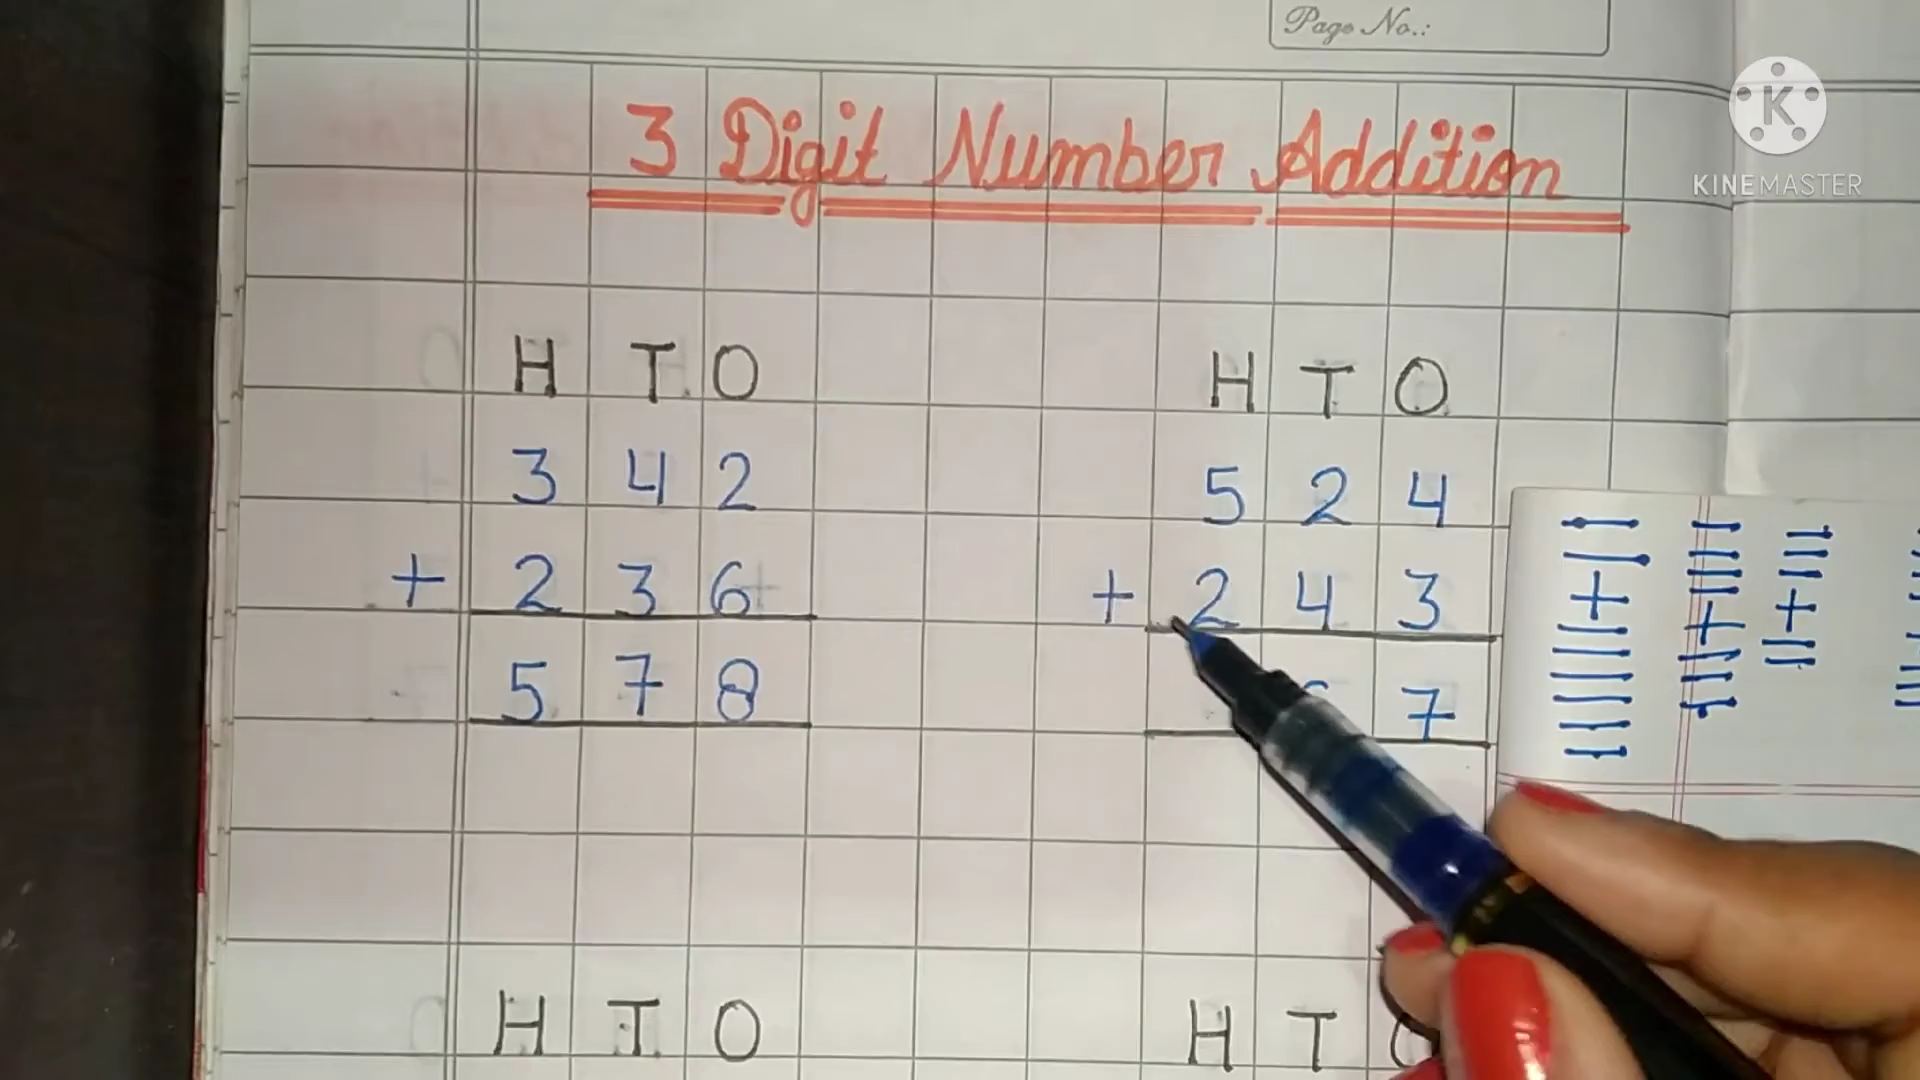 Page No.:
KINEMASTER
3 Digit Number Addition
H T O
3 4 2
+ 2 3 6
5 7 8
H T O
5 2 4
+ 2 4 3
7
H T O
H T